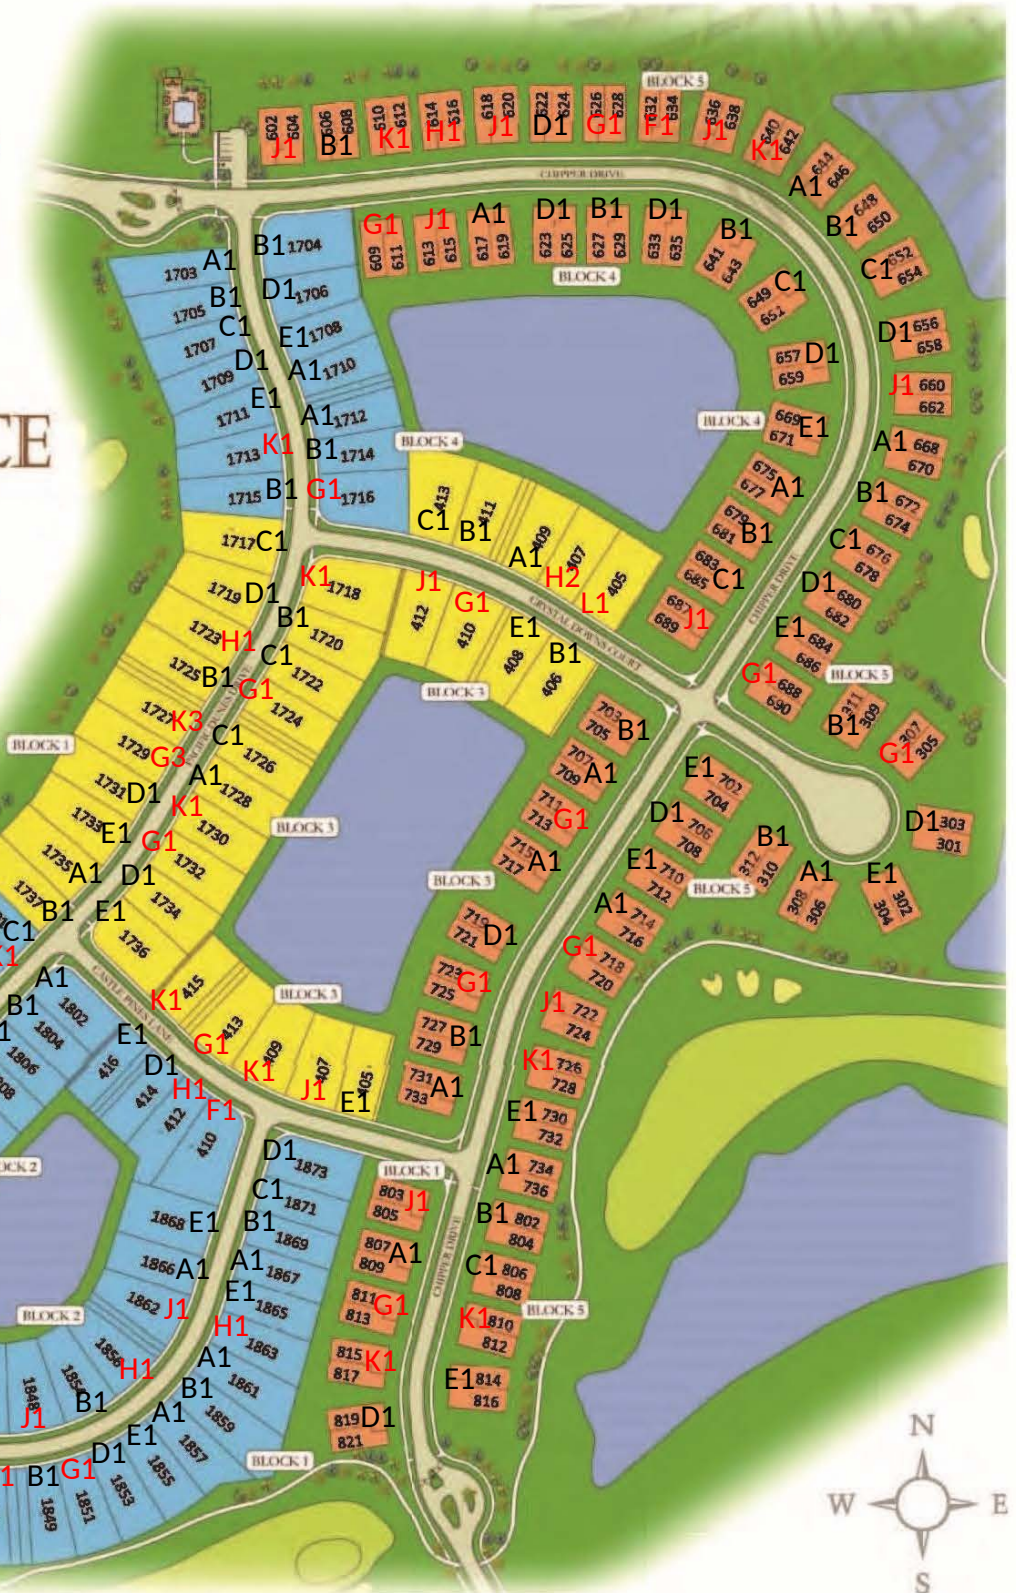 BLOCK 5
602 604
J1
606 608
B1
610 612
K1
614 616
H1
618 620
J1
622 624
D1
626 628
G1
632 634
F1
636 638
J1
640 642
K1
644 646
A1
648 650
B1
652 654
C1
CHIPPER DRIVE
G1
609 611
J1
613 615
A1
617 619
D1
623 625
B1
627 629
D1
633 635
B1
641 643
C1
649 651
BLOCK 4
A1
1703
B1 1704
B1
1705
D1 1706
C1
1707
E1 1708
D1
1709
A1 1710
E1
1711
A1 1712
1713 K1
B1 1714
1715 B1
G1 1716
CE
BLOCK 4
D1 656
658
657 D1
659
J1 660
662
BLOCK 4
669 E1
671
A1 668
670
675
677 A1
B1 672
674
679
681 B1
C1 676
678
683
685 C1
D1 680
682
687 J1
689
E1 684
686
CHIPPER DRIVE
G1 688
690
BLOCK 5
413
C1
411
B1
409
A1
407
H2
405
L1
CRYSTAL DOWNS COURT
1717 C1
K1 1718
J1
412
G1
410
E1
408
B1
406
1719 D1
B1 1720
1723 H1
C1 1722
1725 B1
G1 1724
1727 K3
C1 1726
BLOCK 3
BLOCK 1
1729 G3
A1 1728
1731 D1
K1 1730
1733 E1
G1 1732
1735 A1
D1 1734
1737 B1
E1 1736
BLOCK 3
311 309
B1
307 305
G1
703
705 B1
707
709 A1
711
713 G1
715
717 A1
E1 702
704
D1 706
708
E1 710
712
B1
312 310
BLOCK 5
A1
308 306
E1
304 302
D1 303
301
BLOCK 3
A1 714
716
G1 718
720
719
721 D1
J1 722
724
723
725 G1
K1 726
728
727
729 B1
E1 730
732
731
733 A1
A1 734
736
C1
A1
B1
1802
1804
1806
CASTLE PINES LANE
K1
415
BLOCK 3
G1
413
K1
409
J1
407
E1
405
E1
416
D1
414
H1
412
F1
410
BLOCK 1
D1 1873
C1 1871
1868 E1
B1 1869
1866 A1
A1 1867
1862 J1
E1 1865
BLOCK 2
H1 1863
1856 H1
A1 1861
1854 B1
B1 1859
1848 J1
A1 1857
E1 1855
D1 1853
G1 1851
B1 1849
BLOCK 1
803 J1
805
B1 802
804
807 A1
809
C1 806
808
811 G1
813
CHIPPER DRIVE
BLOCK 5
K1 810
812
815 K1
817
E1 814
816
819 D1
821
N
W E
S